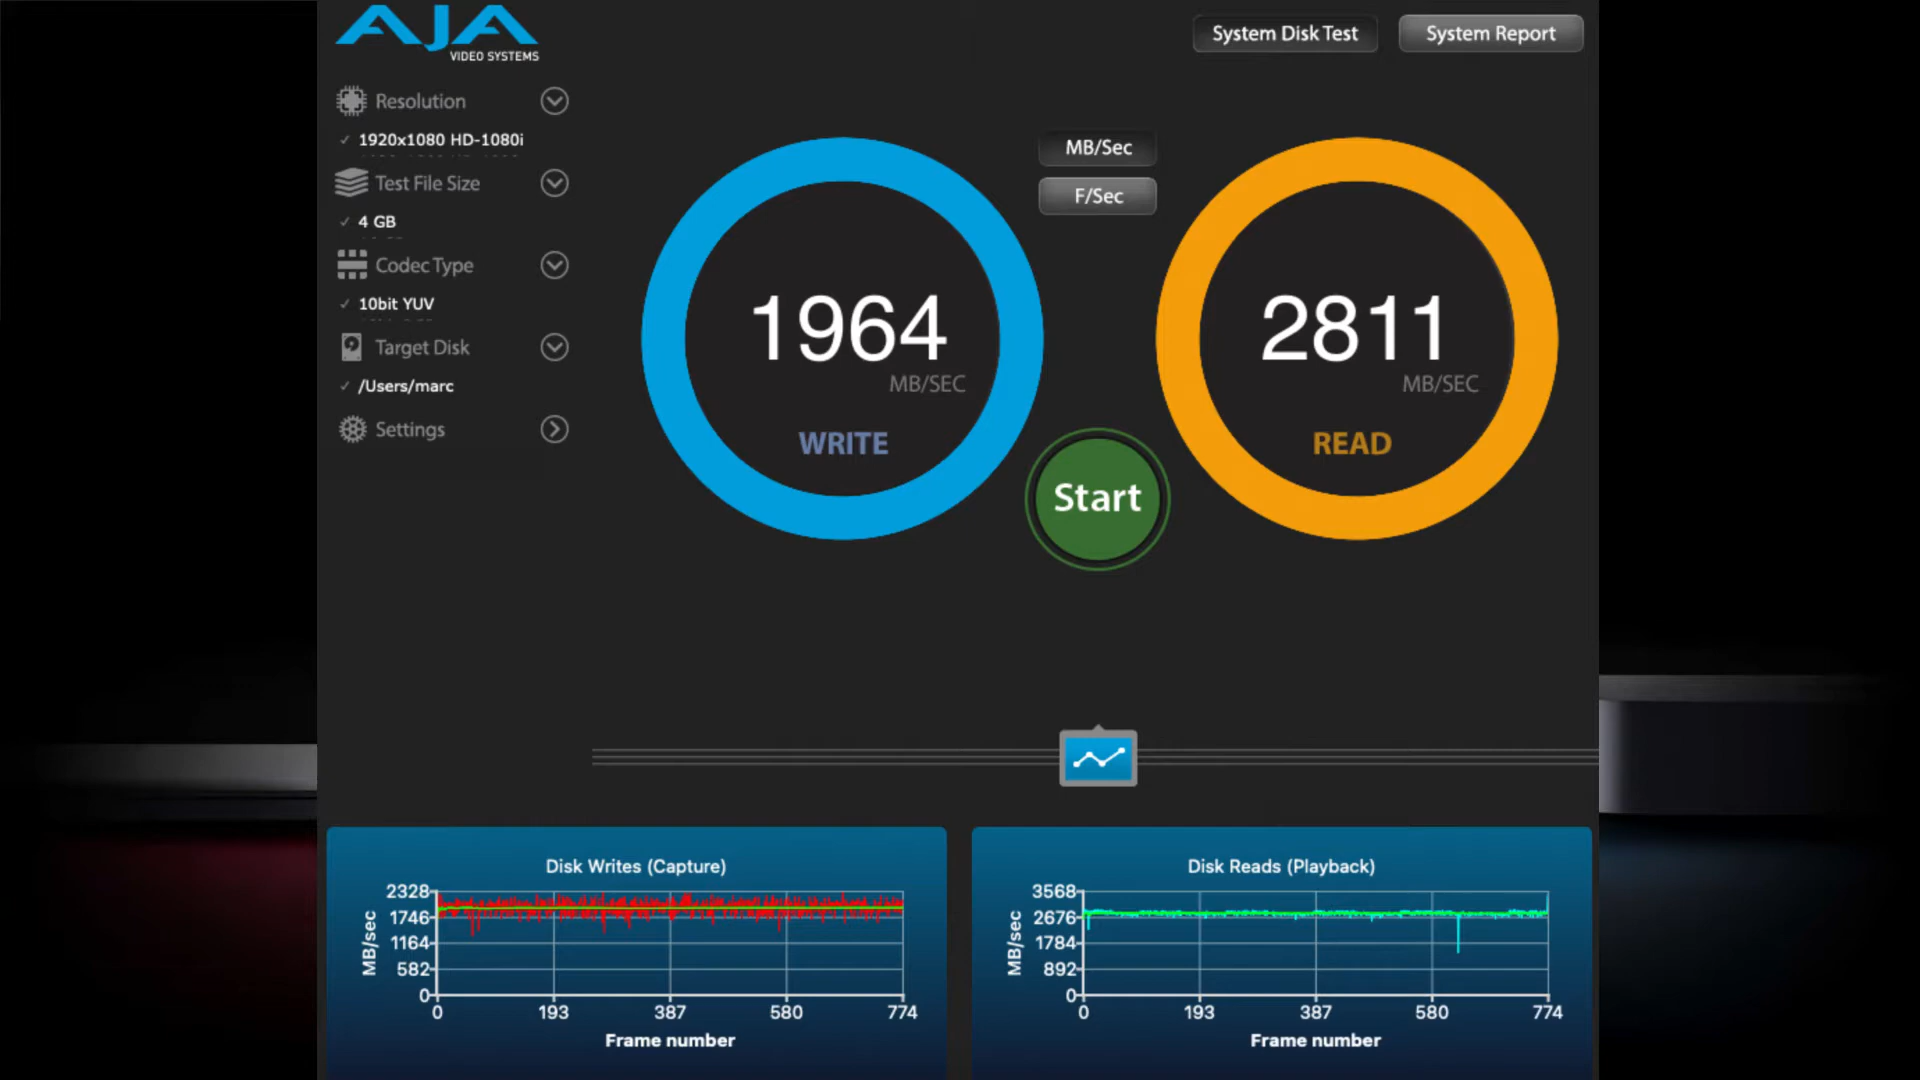 AJA
VIDEO SYSTEMS
System Disk Test
System Report
Resolution
✓ 1920x1080 HD-1080i
Test File Size
✓ 4 GB
Codec Type
✓ 10bit YUV
Target Disk
✓ /Users/marc
Settings
MB/Sec
F/Sec
1964
MB/SEC
WRITE
2811
MB/SEC
READ
Start
Disk Writes (Capture)
2328
1746
1164
582
0
MB/sec
0 193 387 580 774
Frame number
Disk Reads (Playback)
3568
2676
1784
892
0
MB/sec
0 193 387 580 774
Frame number